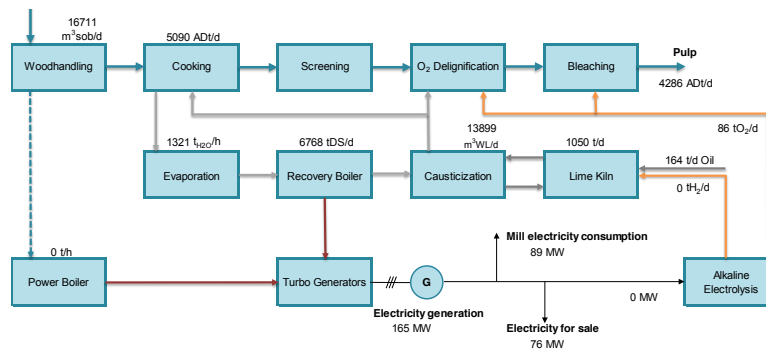 16711
m³sob/d
5090 ADt/d
Woodhandling
Cooking
Screening
O₂ Delignification
Bleaching
Pulp
4286 ADt/d
1321 t_H2O/h
6768 tDS/d
13899
m³WL/d
1050 t/d
86 tO₂/d
Evaporation
Recovery Boiler
Causticization
Lime Kiln
164 t/d Oil
0 tH₂/d
0 t/h
Power Boiler
Turbo Generators
G
Mill electricity consumption
89 MW
Electricity generation
165 MW
Electricity for sale
76 MW
0 MW
Alkaline
Electrolysis